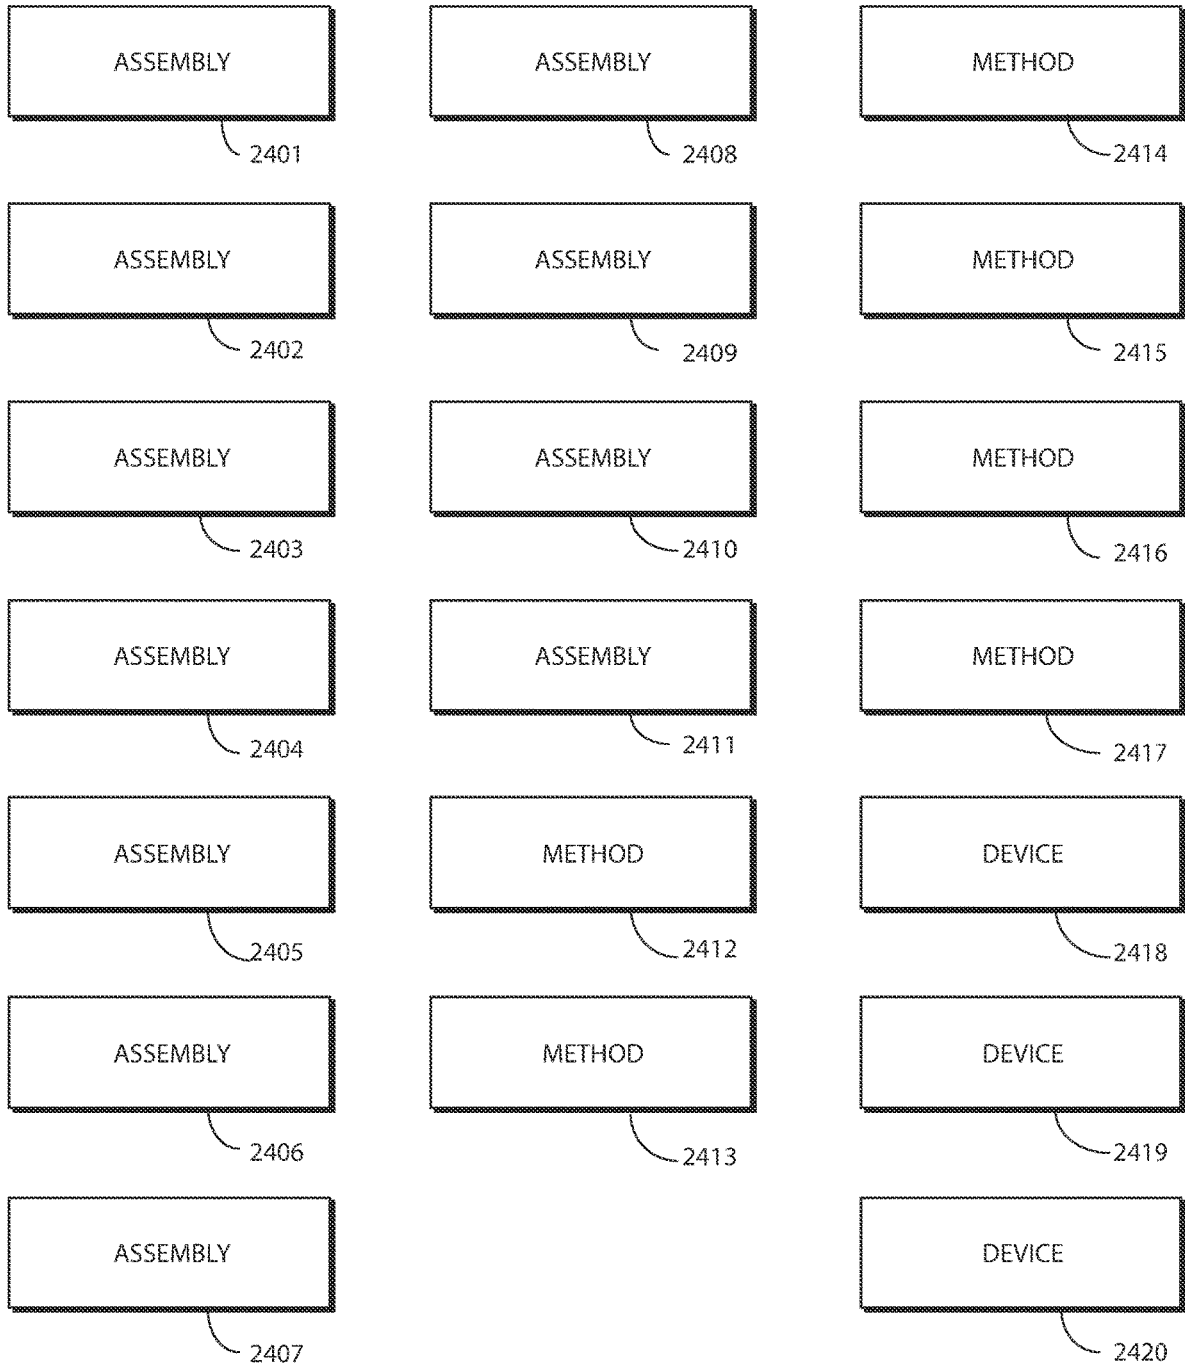 ASSEMBLY
2401
ASSEMBLY
2402
ASSEMBLY
2403
ASSEMBLY
2404
ASSEMBLY
2405
ASSEMBLY
2406
ASSEMBLY
2407
ASSEMBLY
2408
ASSEMBLY
2409
ASSEMBLY
2410
ASSEMBLY
2411
METHOD
2412
METHOD
2413
METHOD
2414
METHOD
2415
METHOD
2416
METHOD
2417
DEVICE
2418
DEVICE
2419
DEVICE
2420